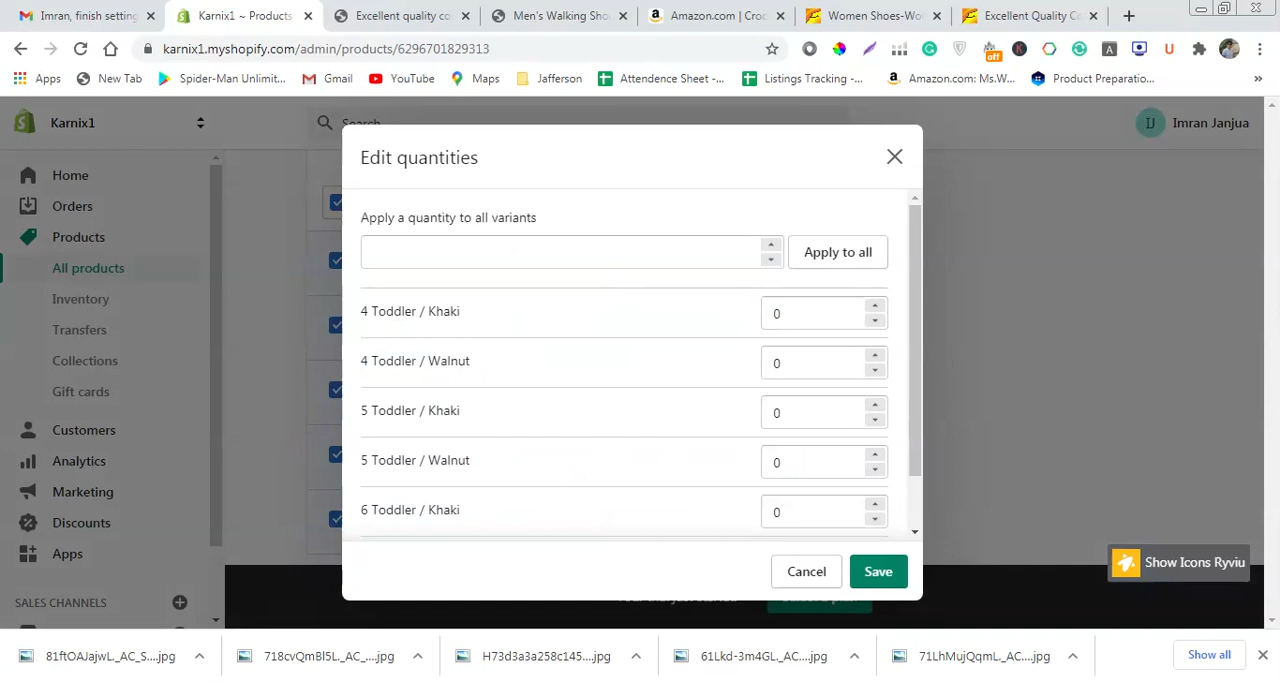 Imran, finish setting
Karnix1 ~ Products
Excellent quality co
Men's Walking Sho
Amazon.com | Croc
Women Shoes-Wo
Excellent Quality Co
karnix1.myshopify.com/admin/products/6296701829313
off
Apps
New Tab
Spider-Man Unlimit...
Gmail
YouTube
Maps
Jafferson
Attendence Sheet -...
Listings Tracking -...
Amazon.com: Ms.W...
Product Preparatio...
Karnix1
Search
IJ
Imran Janjua
Home
Orders
Products
All products
Inventory
Transfers
Collections
Gift cards
Customers
Analytics
Marketing
Discounts
Apps
SALES CHANNELS
Edit quantities
Apply a quantity to all variants
Apply to all
4 Toddler / Khaki
0
4 Toddler / Walnut
0
5 Toddler / Khaki
0
5 Toddler / Walnut
0
6 Toddler / Khaki
0
Cancel
Save
Show Icons Ryviu
81ftOAJajwL._AC_S....jpg
718cvQmBl5L._AC_....jpg
H73d3a3a258c145....jpg
61Lkd-3m4GL._AC....jpg
71LhMujQqmL._AC....jpg
Show all